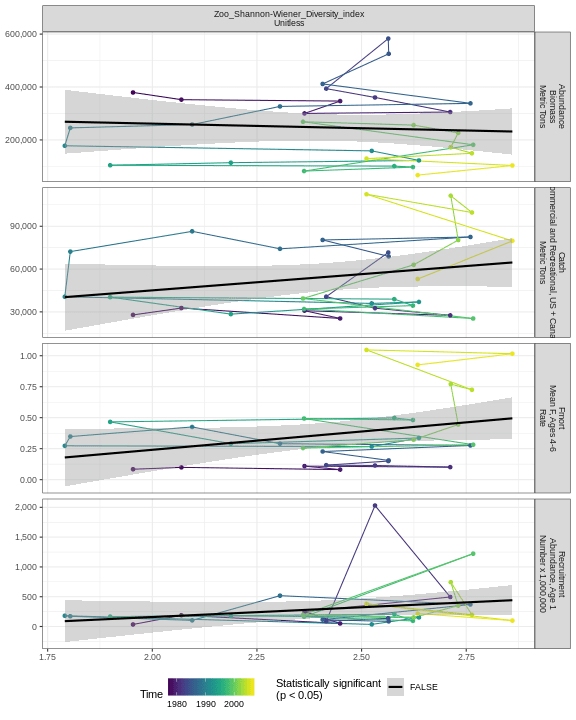 Zoo_Shannon-Wiener_Diversity_index
Unitless
600,000
400,000
200,000
Abundance
Biomass
Metric Tons
90,000
60,000
30,000
Catch
ommercial and Recreational, US + Cana
Metric Tons
1.00
0.75
0.50
0.25
0.00
Fmort
Mean F, Ages 4-6
Rate
2,000
1,500
1,000
500
0
Recruitment
Abundance, Age 1
Number x 1,000,000
1.75
2.00
2.25
2.50
2.75
Time
1980 1990 2000
Statistically significant
(p < 0.05)
FALSE